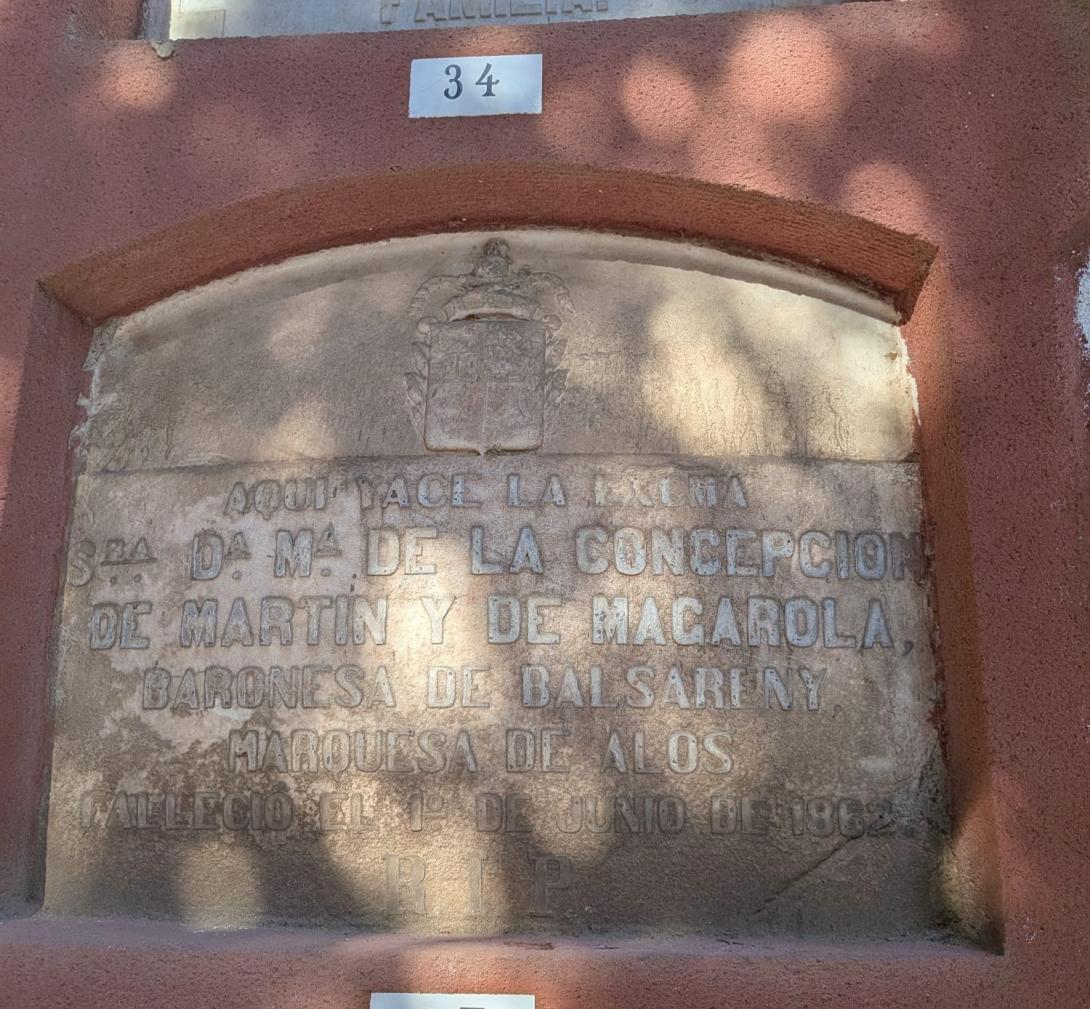 FAMILIA.
34
AQUI YACE LA EXCMA
SRA. Dª. Mª. DE LA CONCEPCION
DE MARTIN Y DE MAGAROLA,
BARONESA DE BALSARENY,
MARQUESA DE ALOS
FALLECIO EL 1º DE JUNIO DE 1862.
R I P